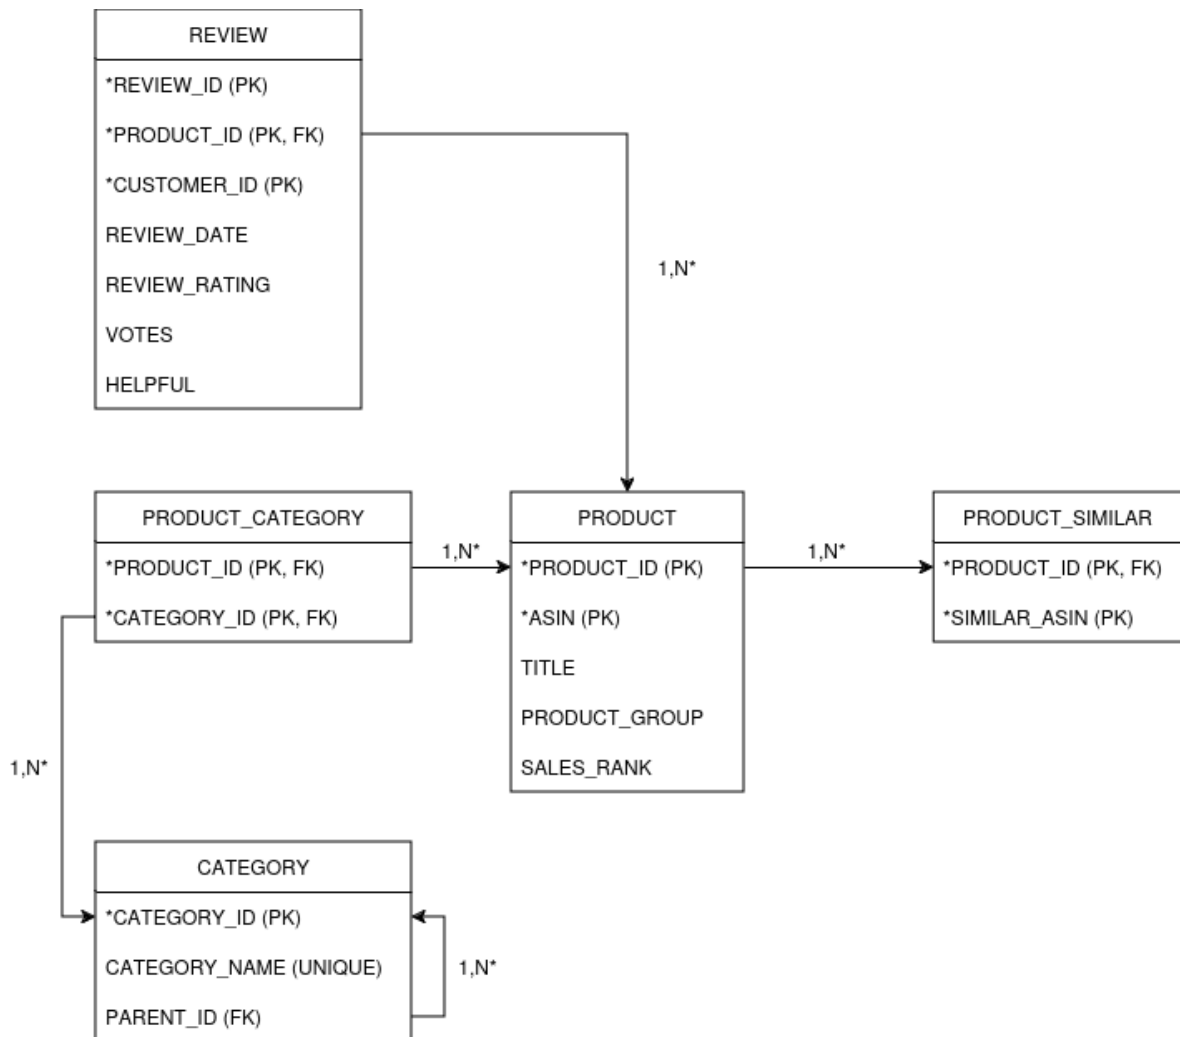 REVIEW
*REVIEW_ID (PK)
*PRODUCT_ID (PK, FK)
*CUSTOMER_ID (PK)
REVIEW_DATE
REVIEW_RATING
VOTES
HELPFUL
1,N*
PRODUCT_CATEGORY
*PRODUCT_ID (PK, FK)
*CATEGORY_ID (PK, FK)
1,N*
PRODUCT
*PRODUCT_ID (PK)
*ASIN (PK)
TITLE
PRODUCT_GROUP
SALES_RANK
1,N*
PRODUCT_SIMILAR
*PRODUCT_ID (PK, FK)
*SIMILAR_ASIN (PK)
1,N*
CATEGORY
*CATEGORY_ID (PK)
CATEGORY_NAME (UNIQUE)
PARENT_ID (FK)
1,N*